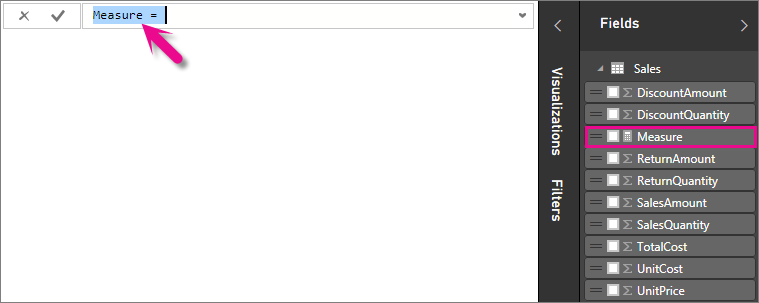 Measure =
Visualizations
Filters
Fields
Sales
DiscountAmount
DiscountQuantity
Measure
ReturnAmount
ReturnQuantity
SalesAmount
SalesQuantity
TotalCost
UnitCost
UnitPrice